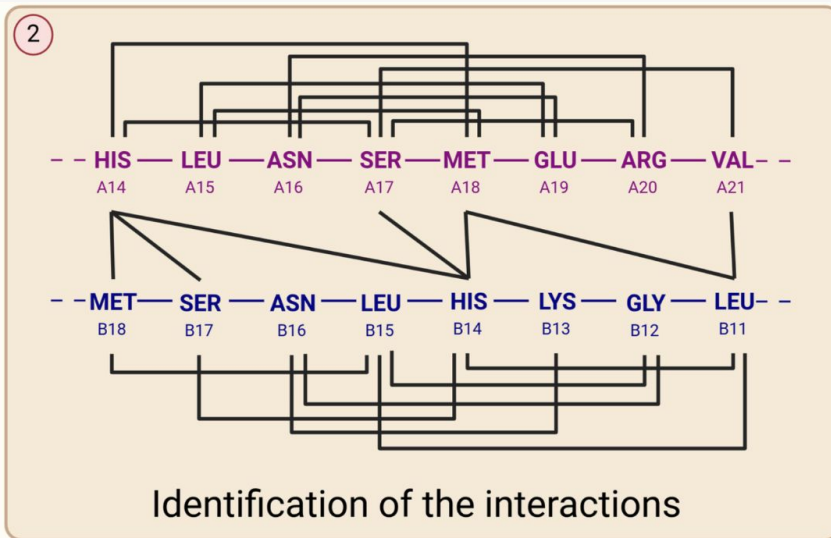 2
HIS LEU ASN SER MET GLU ARG VAL
A14 A15 A16 A17 A18 A19 A20 A21
MET SER ASN LEU HIS LYS GLY LEU
B18 B17 B16 B15 B14 B13 B12 B11
Identification of the interactions